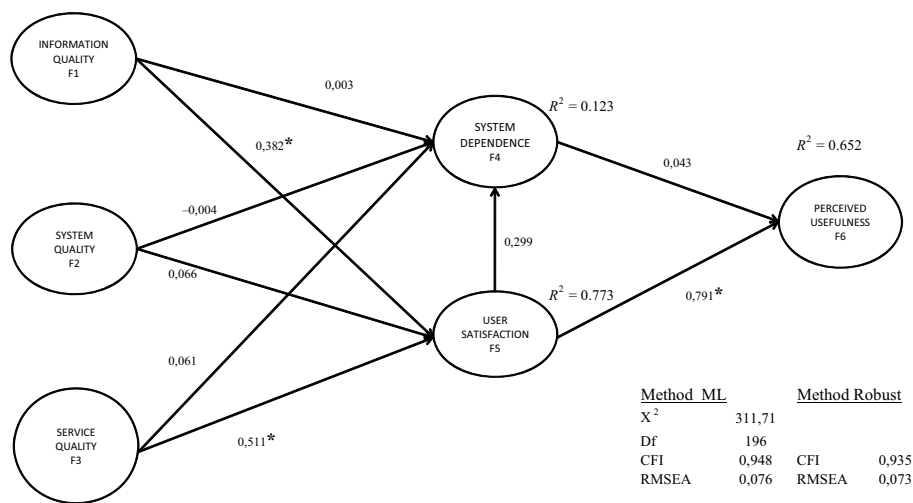 INFORMATION
QUALITY
F1
0,003
0,382*
SYSTEM
DEPENDENCE
F4
R² = 0.123
R² = 0.652
0,043
–0,004
SYSTEM
QUALITY
F2
PERCEIVED
USEFULNESS
F6
0,299
0,066
R² = 0.773
0,791*
USER
SATISFACTION
F5
0,061
SERVICE
QUALITY
F3
0,511*
Method ML Method Robust
X² 311,71
Df 196
CFI 0,948 CFI 0,935
RMSEA 0,076 RMSEA 0,073